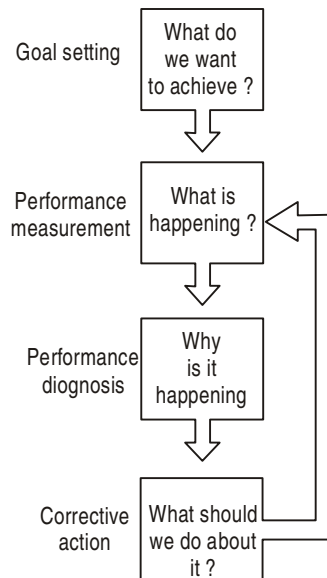 Goal setting
What do
we want
to achieve ?
Performance
measurement
What is
happening ?
Performance
diognosis
Why
is it
happening
Corrective
action
What should
we do about
it ?